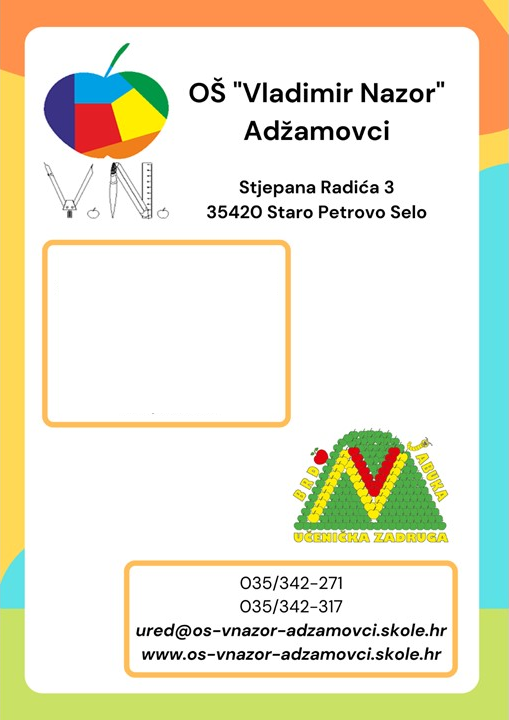 OŠ "Vladimir Nazor"
Adžamovci
V.N.
Stjepana Radića 3
35420 Staro Petrovo Selo
BRDO JABUKA
UČENIČKA ZADRUGA
035/342-271
035/342-317
ured@os-vnazor-adzamovci.skole.hr
www.os-vnazor-adzamovci.skole.hr